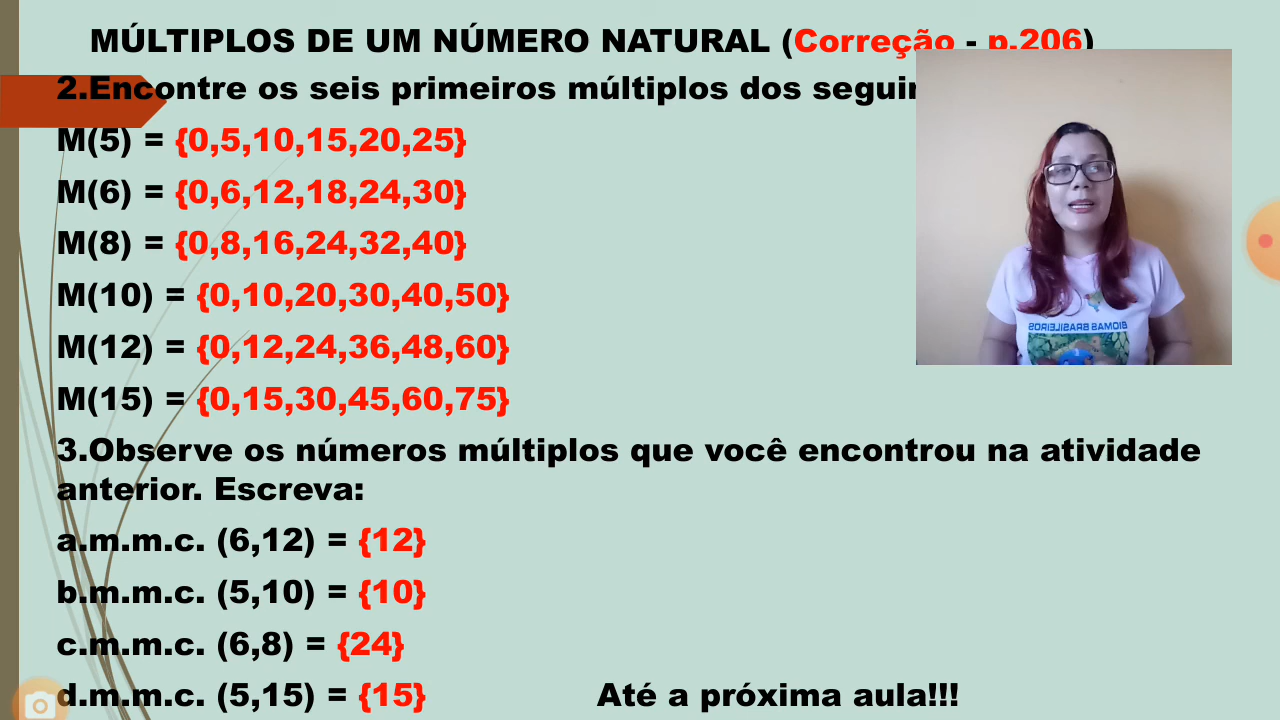 MÚLTIPLOS DE UM NÚMERO NATURAL (Correção - p.206)
2.Encontre os seis primeiros múltiplos dos
M(5) = {0,5,10,15,20,25}
M(6) = {0,6,12,18,24,30}
M(8) = {0,8,16,24,32,40}
M(10) = {0,10,20,30,40,50}
M(12) = {0,12,24,36,48,60}
M(15) = {0,15,30,45,60,75}
BIOMAS BRASILEIROS
3.Observe os números múltiplos que você encontrou na atividade
anterior. Escreva:
a.m.m.c. (6,12) = {12}
b.m.m.c. (5,10) = {10}
c.m.m.c. (6,8) = {24}
d.m.m.c. (5,15) = {15}
Até a próxima aula!!!